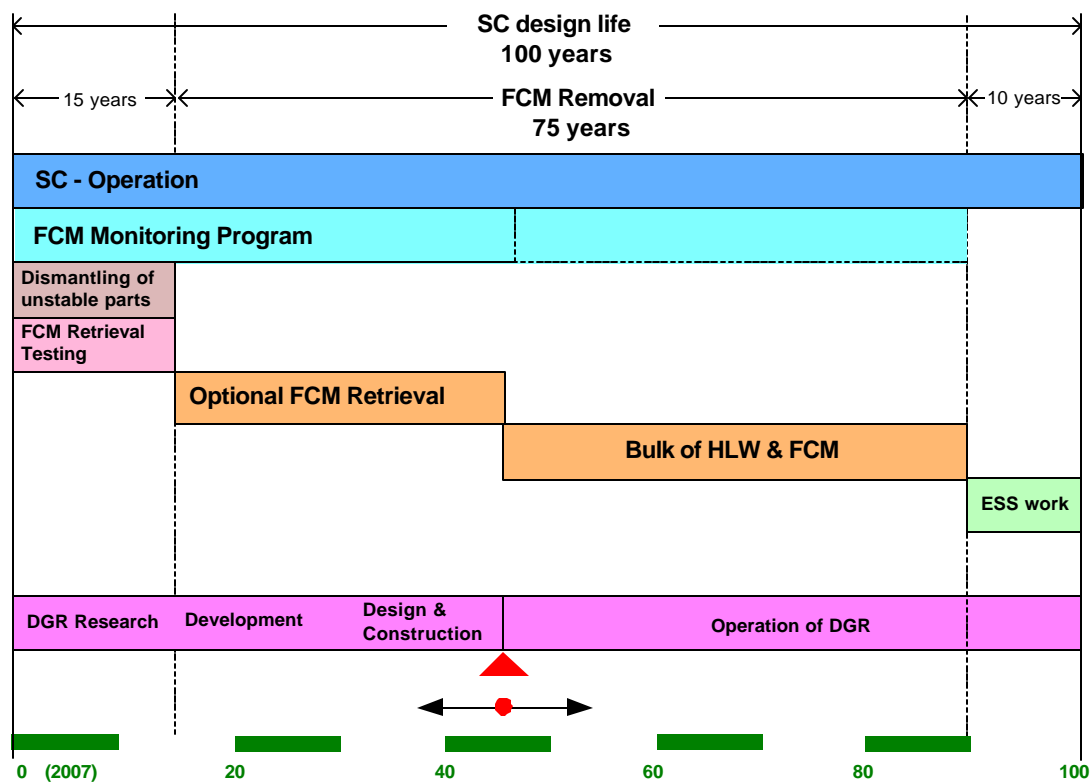 SC design life
100 years
15 years
FCM Removal
75 years
10 years
SC - Operation
FCM Monitoring Program
Dismantling of
unstable parts
FCM Retrieval
Testing
Optional FCM Retrieval
Bulk of HLW & FCM
ESS work
DGR Research
Development
Design &
Construction
Operation of DGR
0 (2007) 20 40 60 80 100